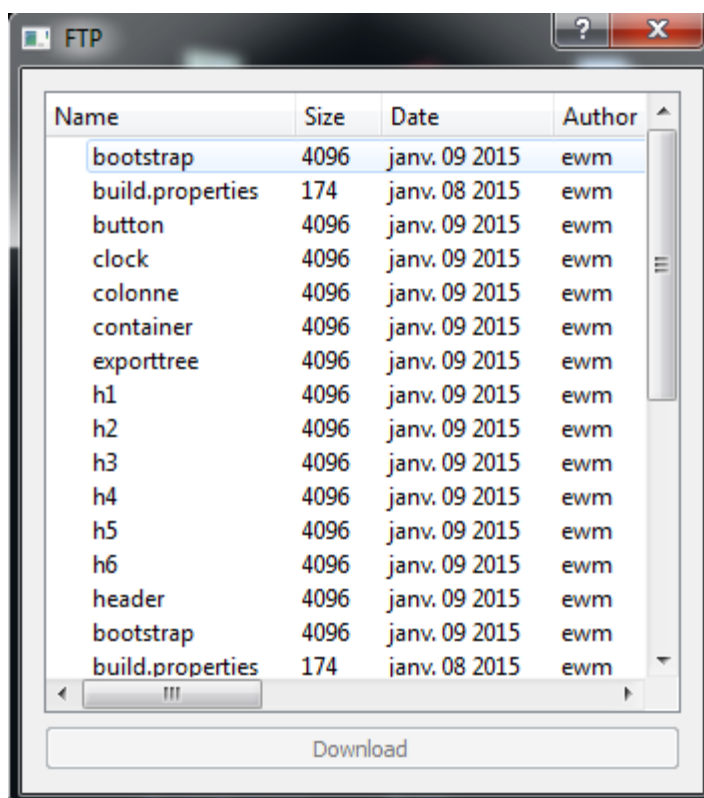 FTP
Name Size Date Author
bootstrap 4096 janv. 09 2015 ewm
build.properties 174 janv. 08 2015 ewm
button 4096 janv. 09 2015 ewm
clock 4096 janv. 09 2015 ewm
colonne 4096 janv. 09 2015 ewm
container 4096 janv. 09 2015 ewm
exporttree 4096 janv. 09 2015 ewm
h1 4096 janv. 09 2015 ewm
h2 4096 janv. 09 2015 ewm
h3 4096 janv. 09 2015 ewm
h4 4096 janv. 09 2015 ewm
h5 4096 janv. 09 2015 ewm
h6 4096 janv. 09 2015 ewm
header 4096 janv. 09 2015 ewm
bootstrap 4096 janv. 09 2015 ewm
build.properties 174 janv. 08 2015 ewm
Download